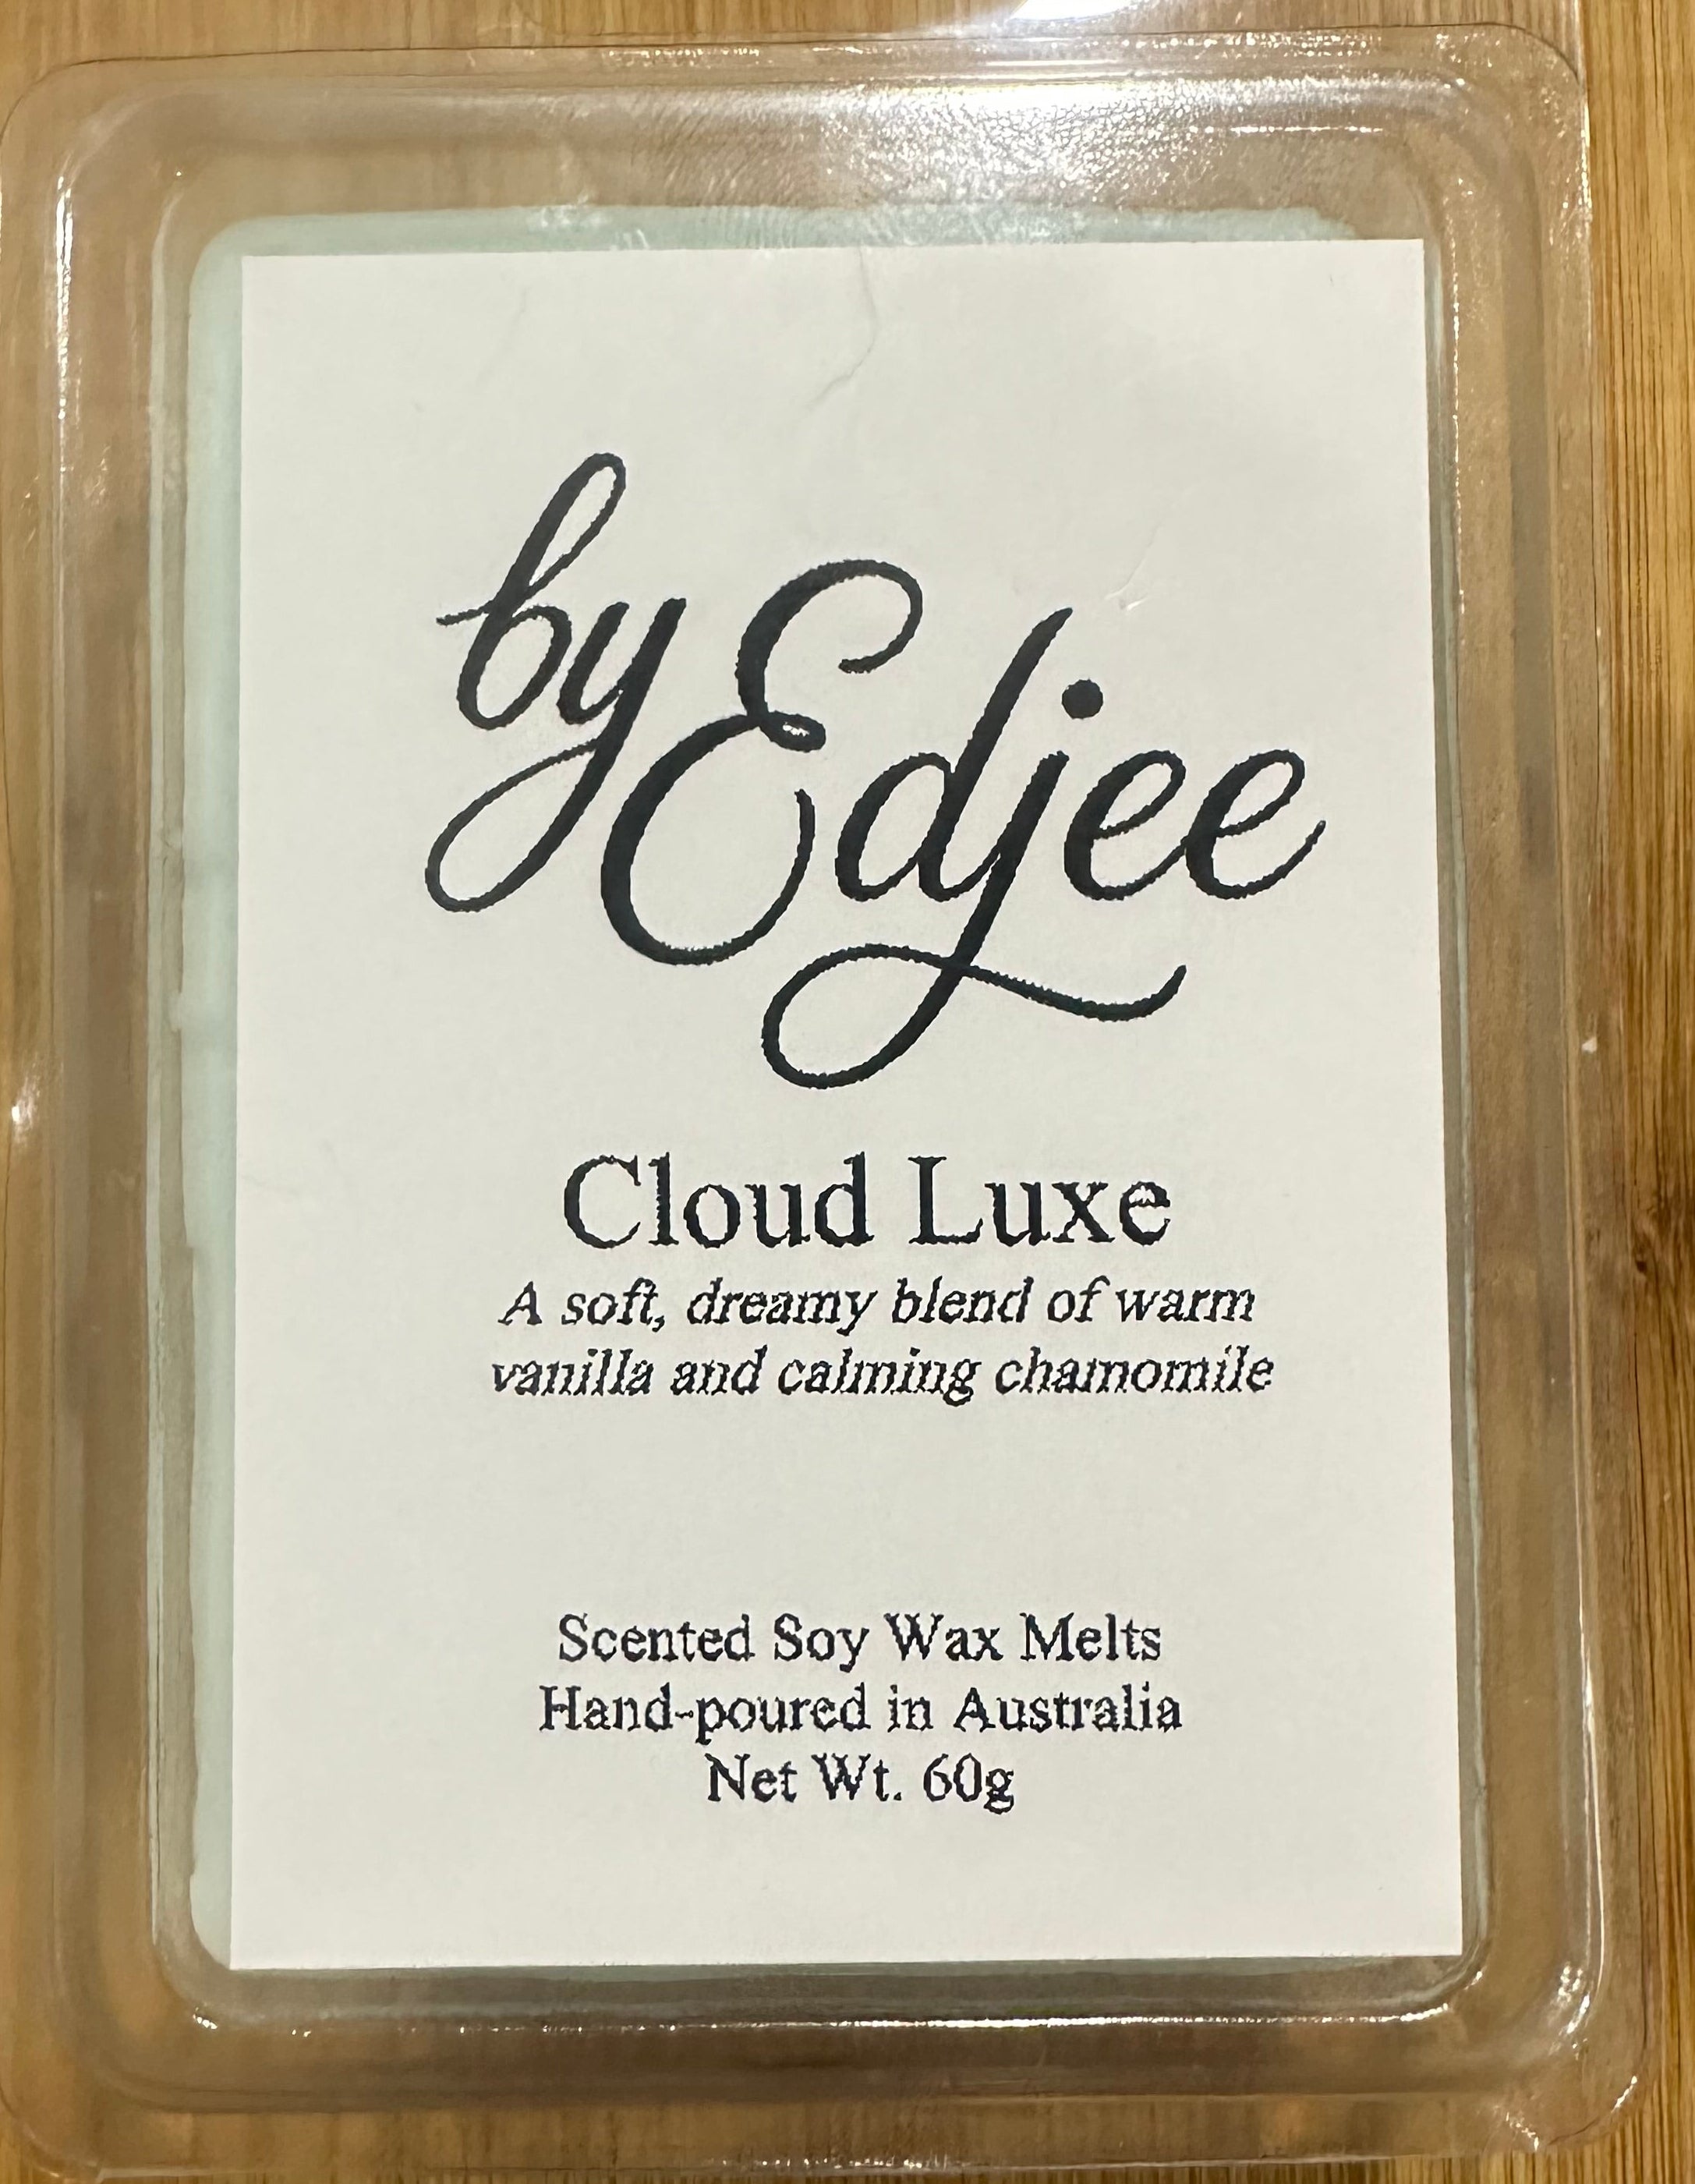 by Edjee
Cloud Luxe
A soft, dreamy blend of warm
vanilla and calming chamomile
Scented Soy Wax Melts
Hand-poured in Australia
Net Wt. 60g